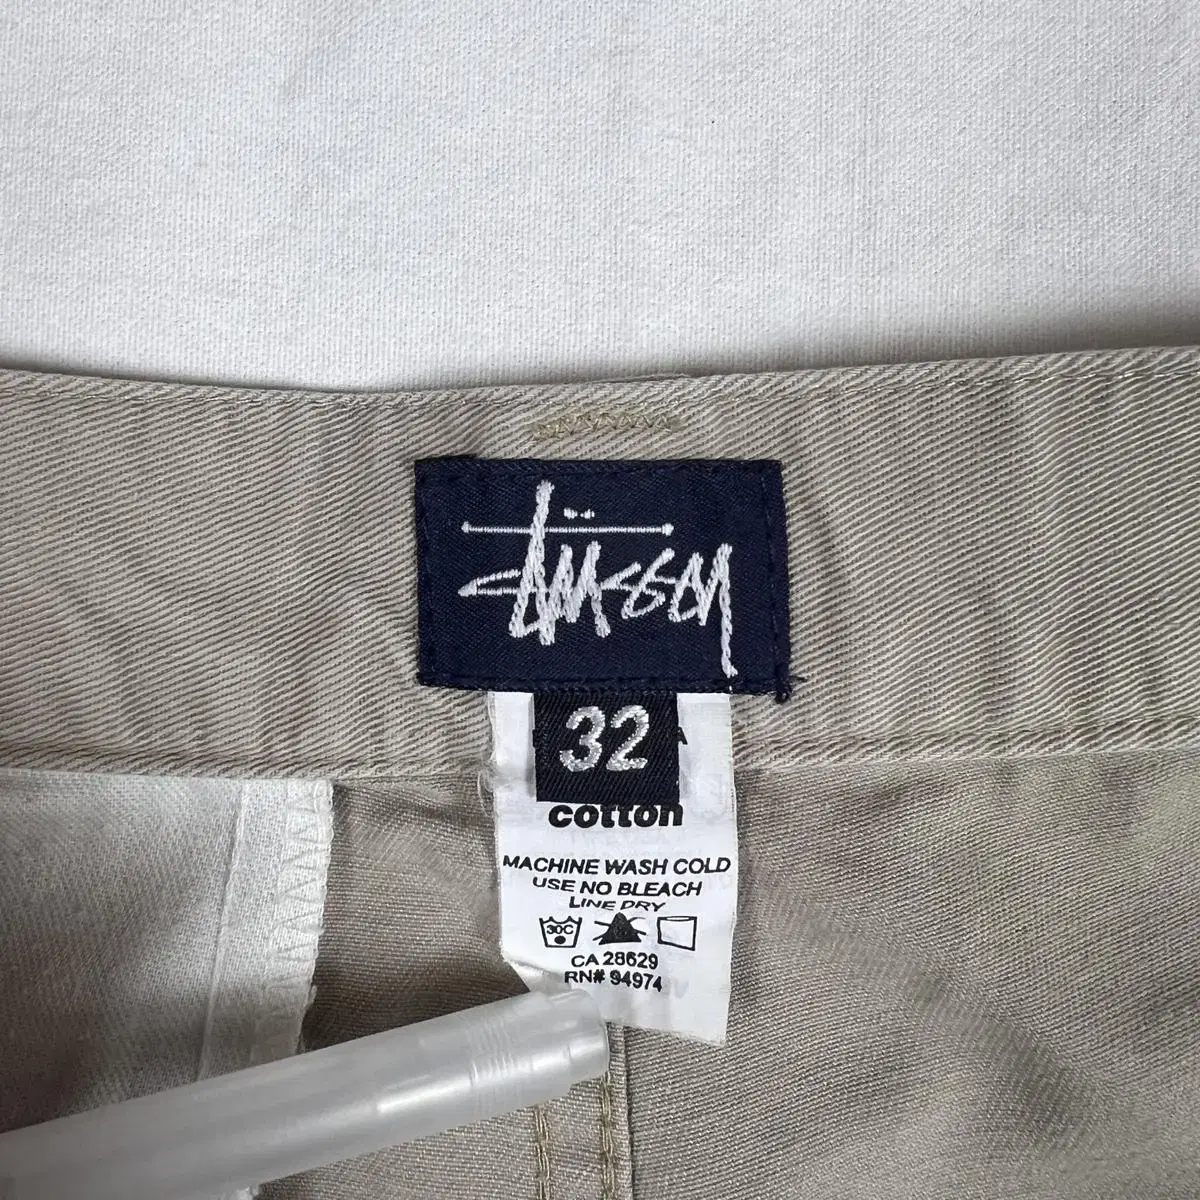 Stüssy
32
cotton
MACHINE WASH COLD
USE NO BLEACH
LINE DRY
30C
CA 28629
RN# 94974